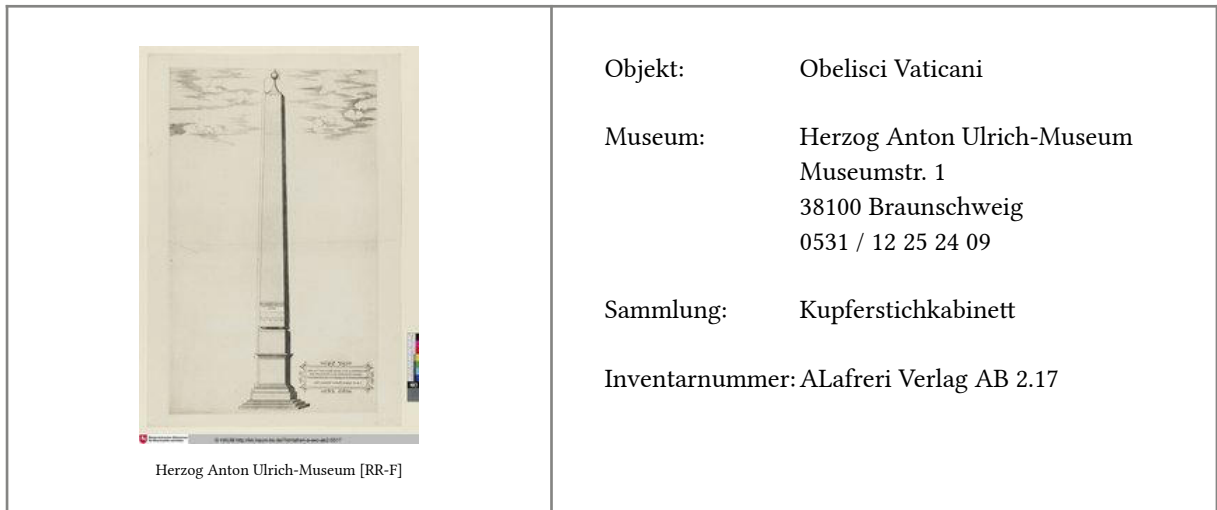 Herzog Anton Ulrich-Museum [RR-F]
Objekt: Obelisci Vaticani
Museum: Herzog Anton Ulrich-Museum
Museumstr. 1
38100 Braunschweig
0531 / 12 25 24 09
Sammlung: Kupferstichkabinett
Inventarnummer: ALafreri Verlag AB 2.17